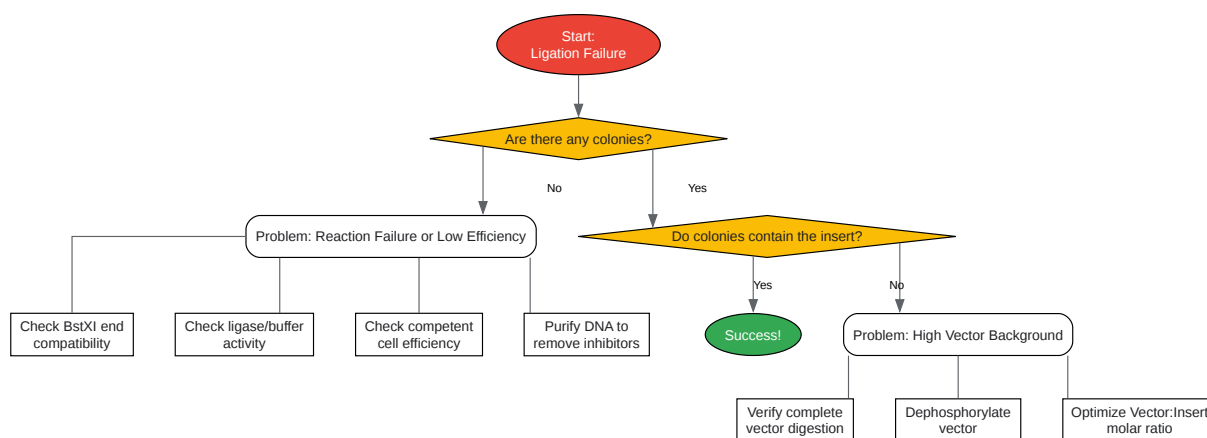 Start:
Ligation Failure
Are there any colonies?
No
Yes
Problem: Reaction Failure or Low Efficiency
Do colonies contain the insert?
Yes
No
Check BstXI end
compatibility
Check ligase/buffer
activity
Check competent
cell efficiency
Purify DNA to
remove inhibitors
Success!
Problem: High Vector Background
Verify complete
vector digestion
Dephosphorylate
vector
Optimize Vector:Insert
molar ratio